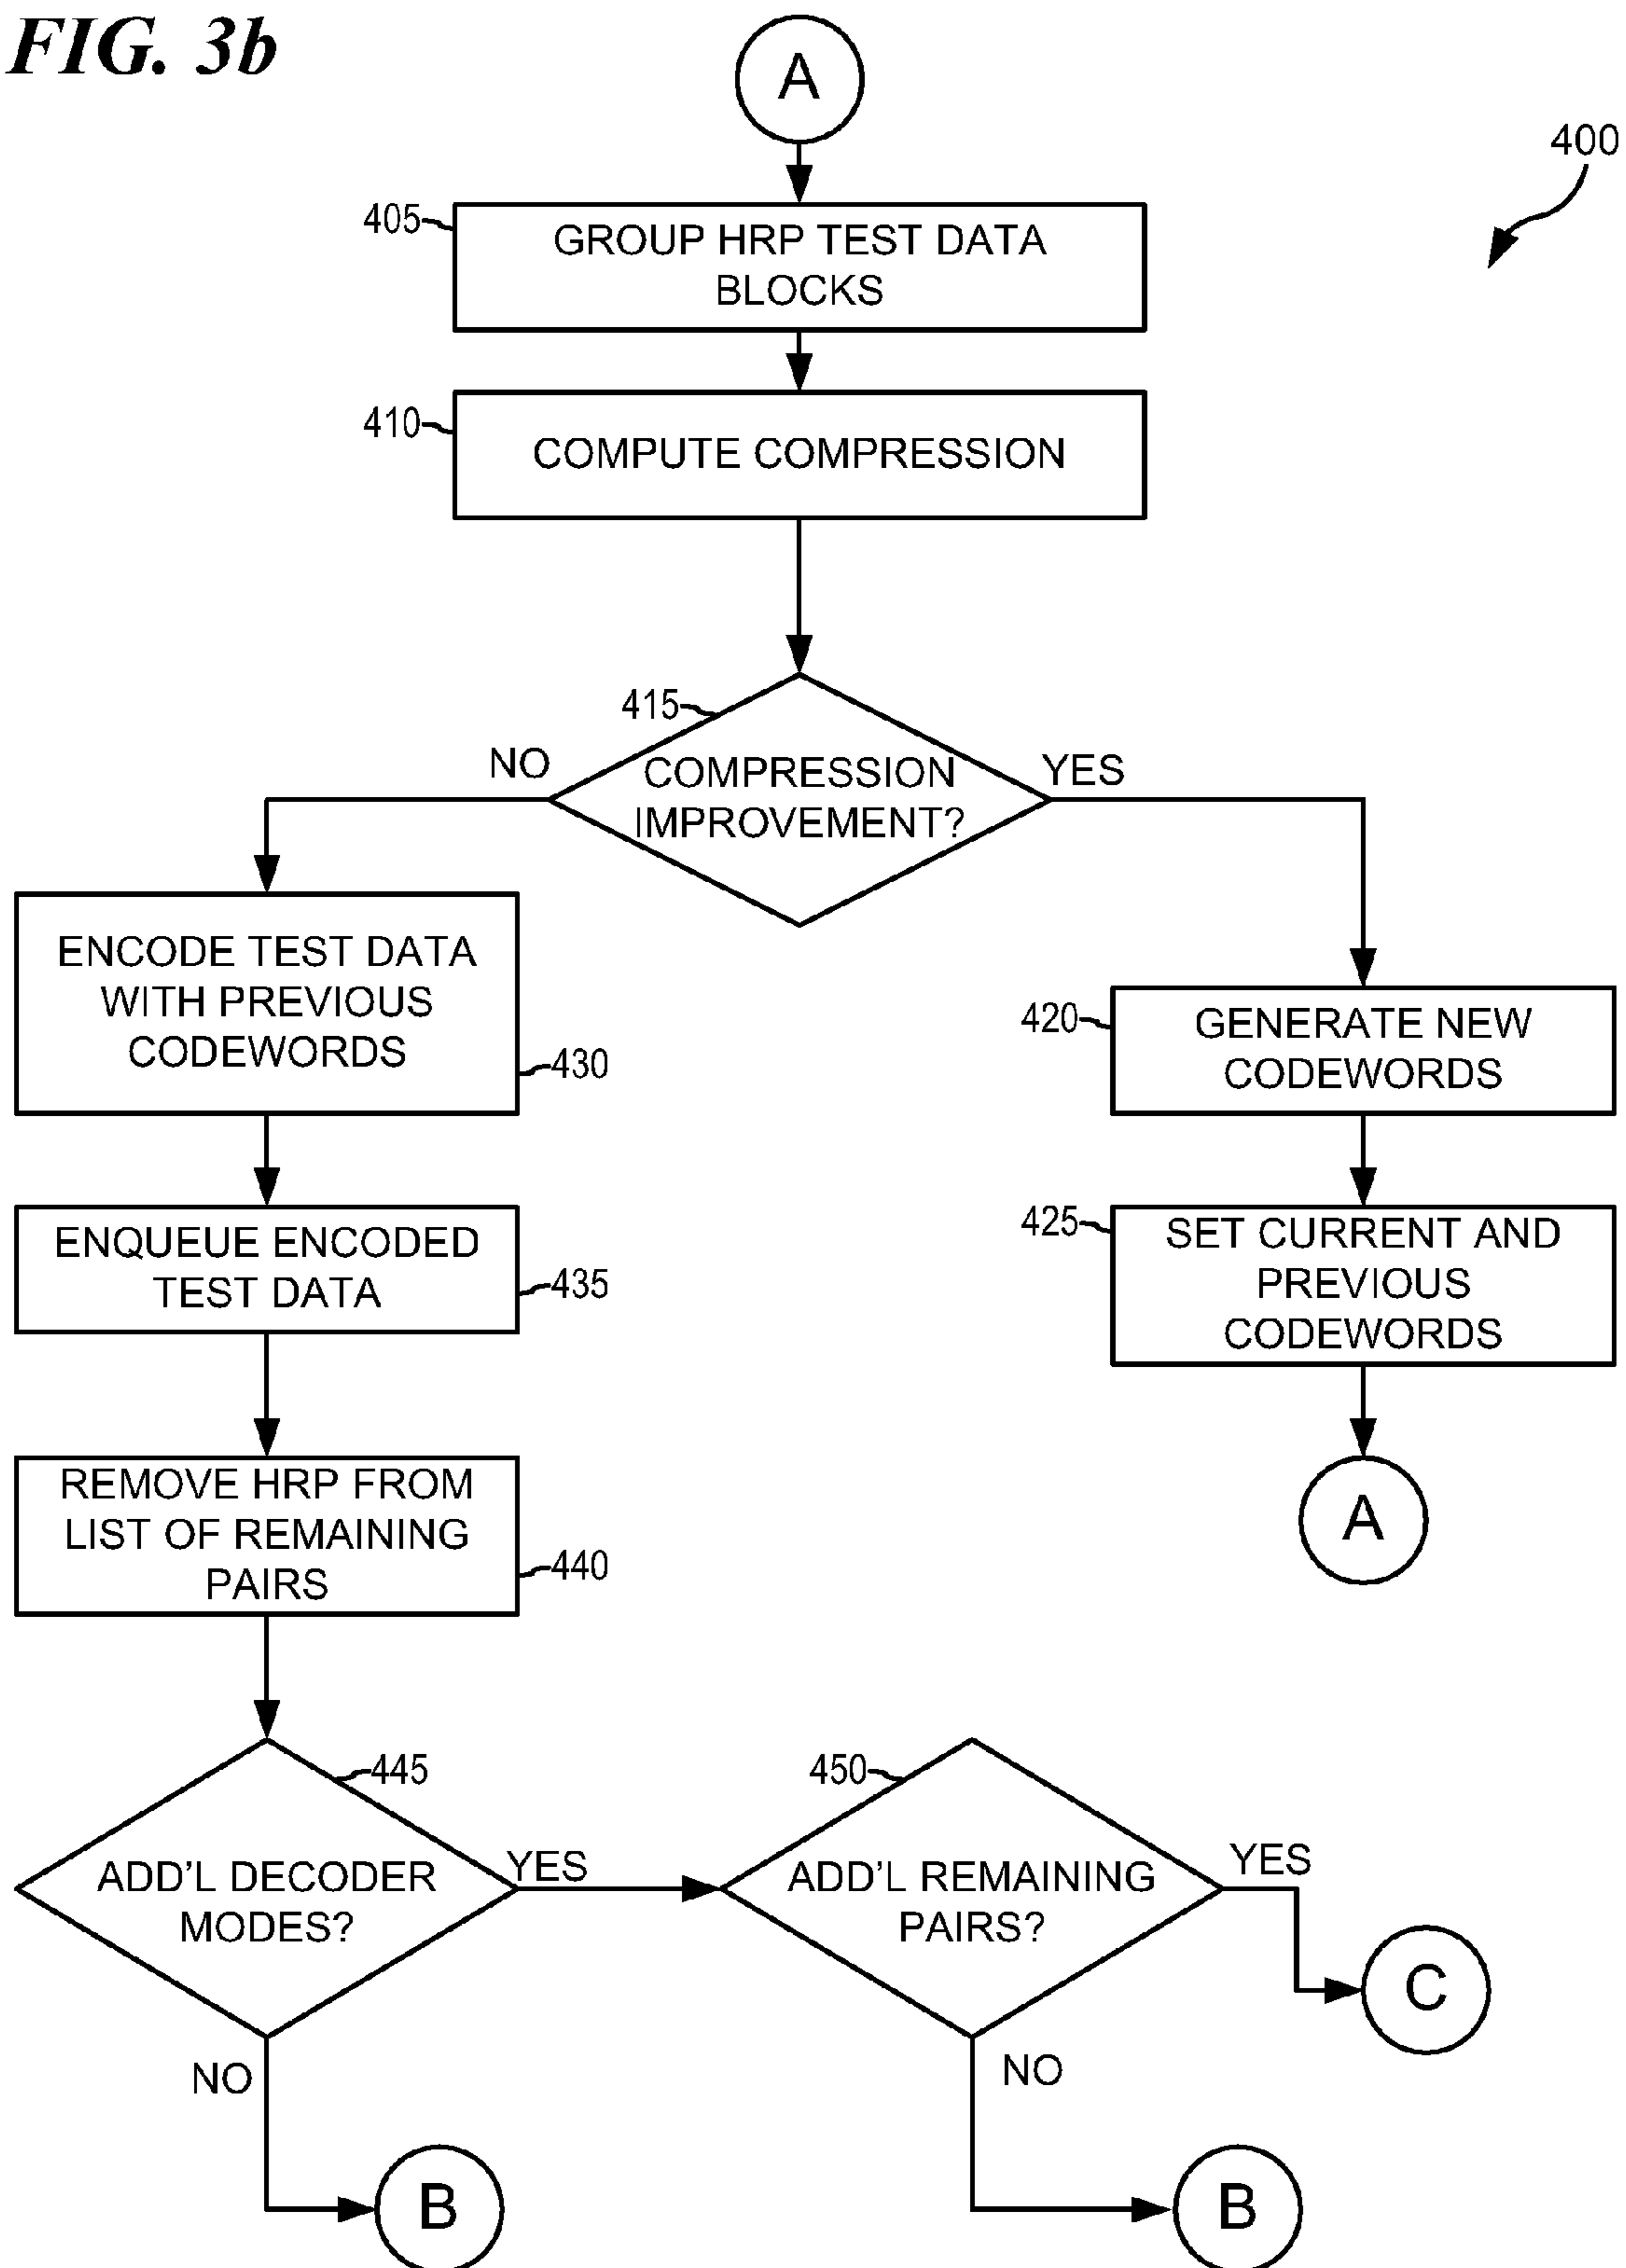 FIG. 3b
A
400
405
GROUP HRP TEST DATA
BLOCKS
410
COMPUTE COMPRESSION
415
NO
COMPRESSION
IMPROVEMENT?
YES
ENCODE TEST DATA
WITH PREVIOUS
CODEWORDS
430
420
GENERATE NEW
CODEWORDS
ENQUEUE ENCODED
TEST DATA
435
425
SET CURRENT AND
PREVIOUS
CODEWORDS
REMOVE HRP FROM
LIST OF REMAINING
PAIRS
440
A
445
ADD'L DECODER
MODES?
YES
450
ADD'L REMAINING
PAIRS?
YES
C
NO
B
NO
B